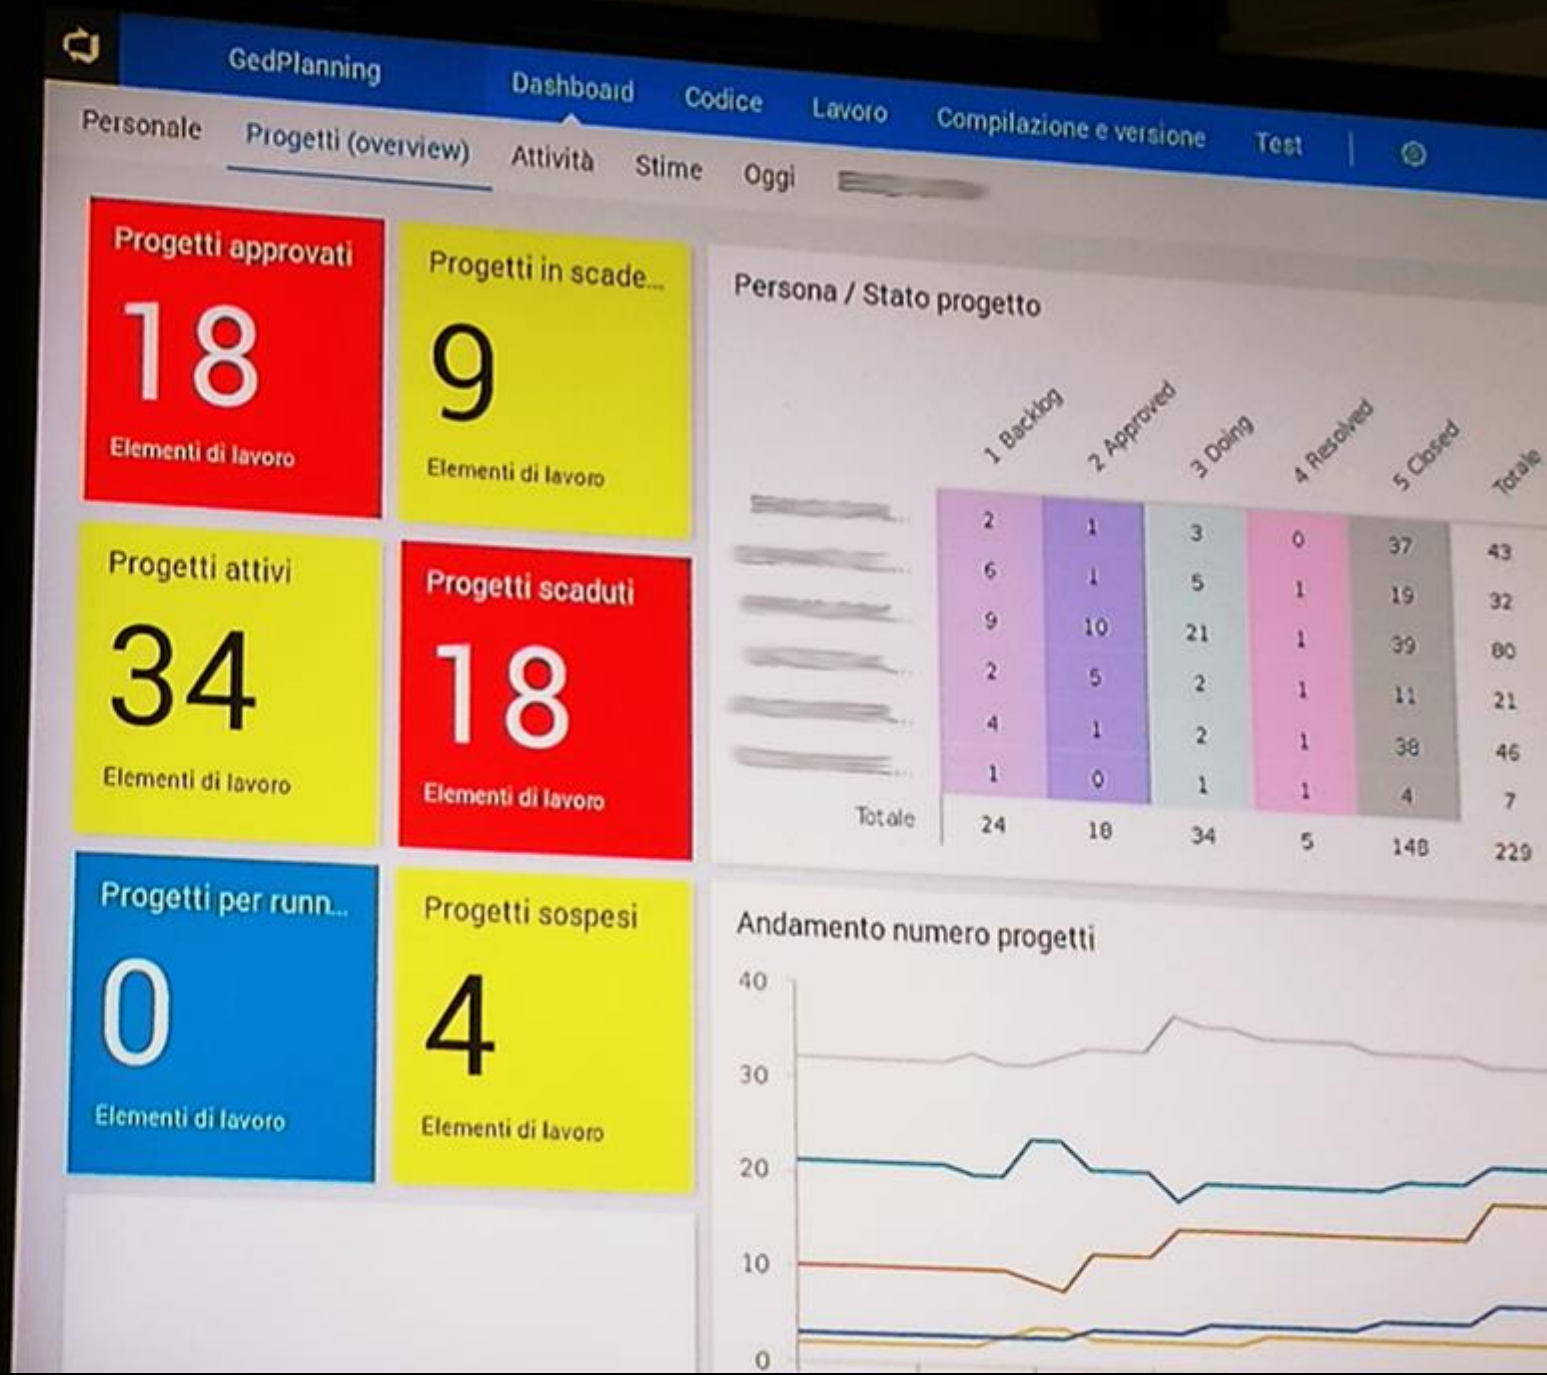 GedPlanning Dashboard Codice Lavoro Compilazione e versione Test
Personale Progetti (overview) Attività Stime Oggi
Progetti approvati
18
Elementi di lavoro
Progetti in scade...
9
Elementi di lavoro
Progetti attivi
34
Elementi di lavoro
Progetti scaduti
18
Elementi di lavoro
Progetti per runn...
0
Elementi di lavoro
Progetti sospesi
4
Elementi di lavoro
Persona / Stato progetto
1 Backlog 2 Approved 3 Doing 4 Resolved 5 Closed Totale
2 1 3 0 37 43
6 1 5 1 19 32
9 10 21 1 39 80
2 5 2 1 11 21
4 1 2 1 38 46
1 0 1 1 4 7
Totale 24 18 34 5 148 229
Andamento numero progetti
40
30
20
10
0